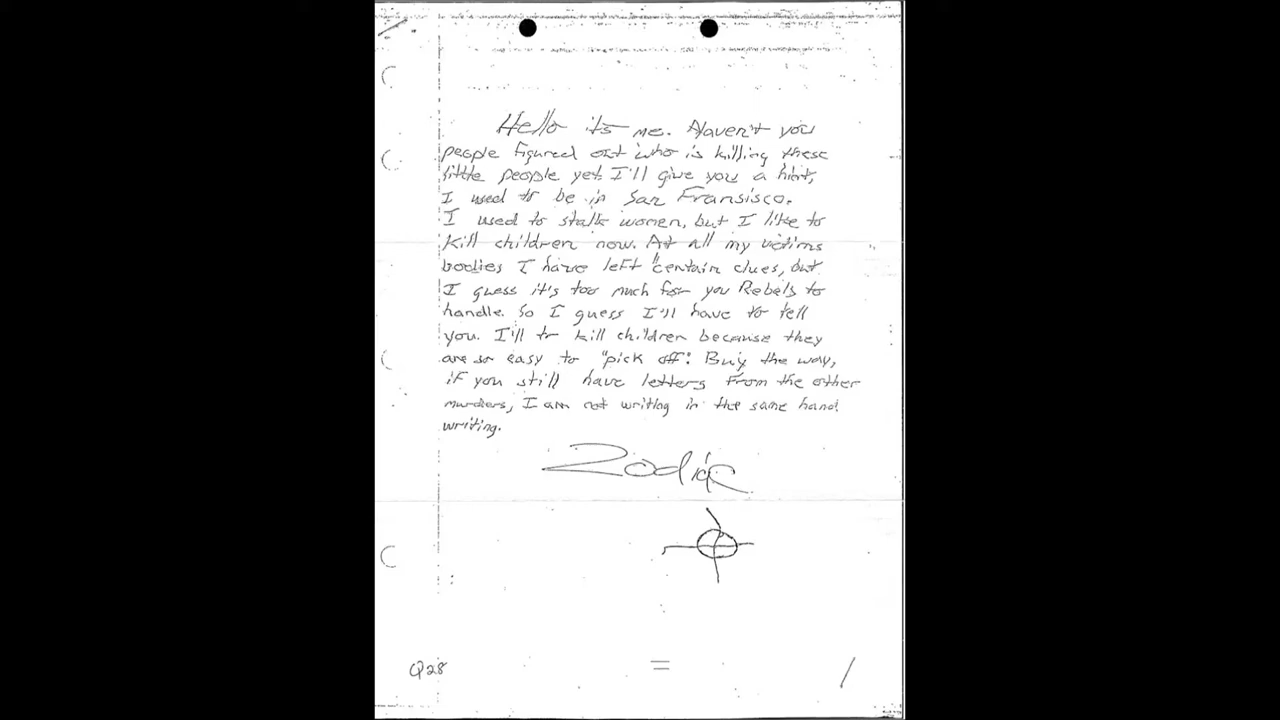 Hello its me. Haven't you
people figured out who is killing these
little people yet? I'll give you a hint,
I used to be in San Fransisco.
I used to stalk women, but I like to
kill children now. At all my victims
bodies I have left "certain clues, but
I guess it's too much for you Rebels to
handle. So I guess I'll have to tell
you. I'll kill children because they
are so easy to "pick off". Buy the way,
if you still have letters from the other
murders, I am not writing in the same hand
writing.
Zodiac
Q28